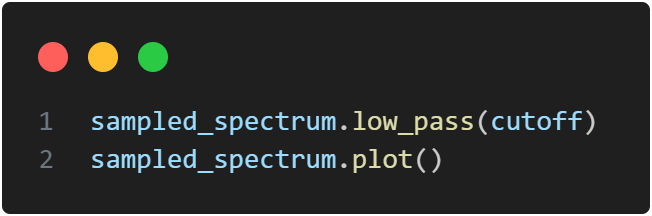 1 sampled_spectrum.low_pass(cutoff)
2 sampled_spectrum.plot()